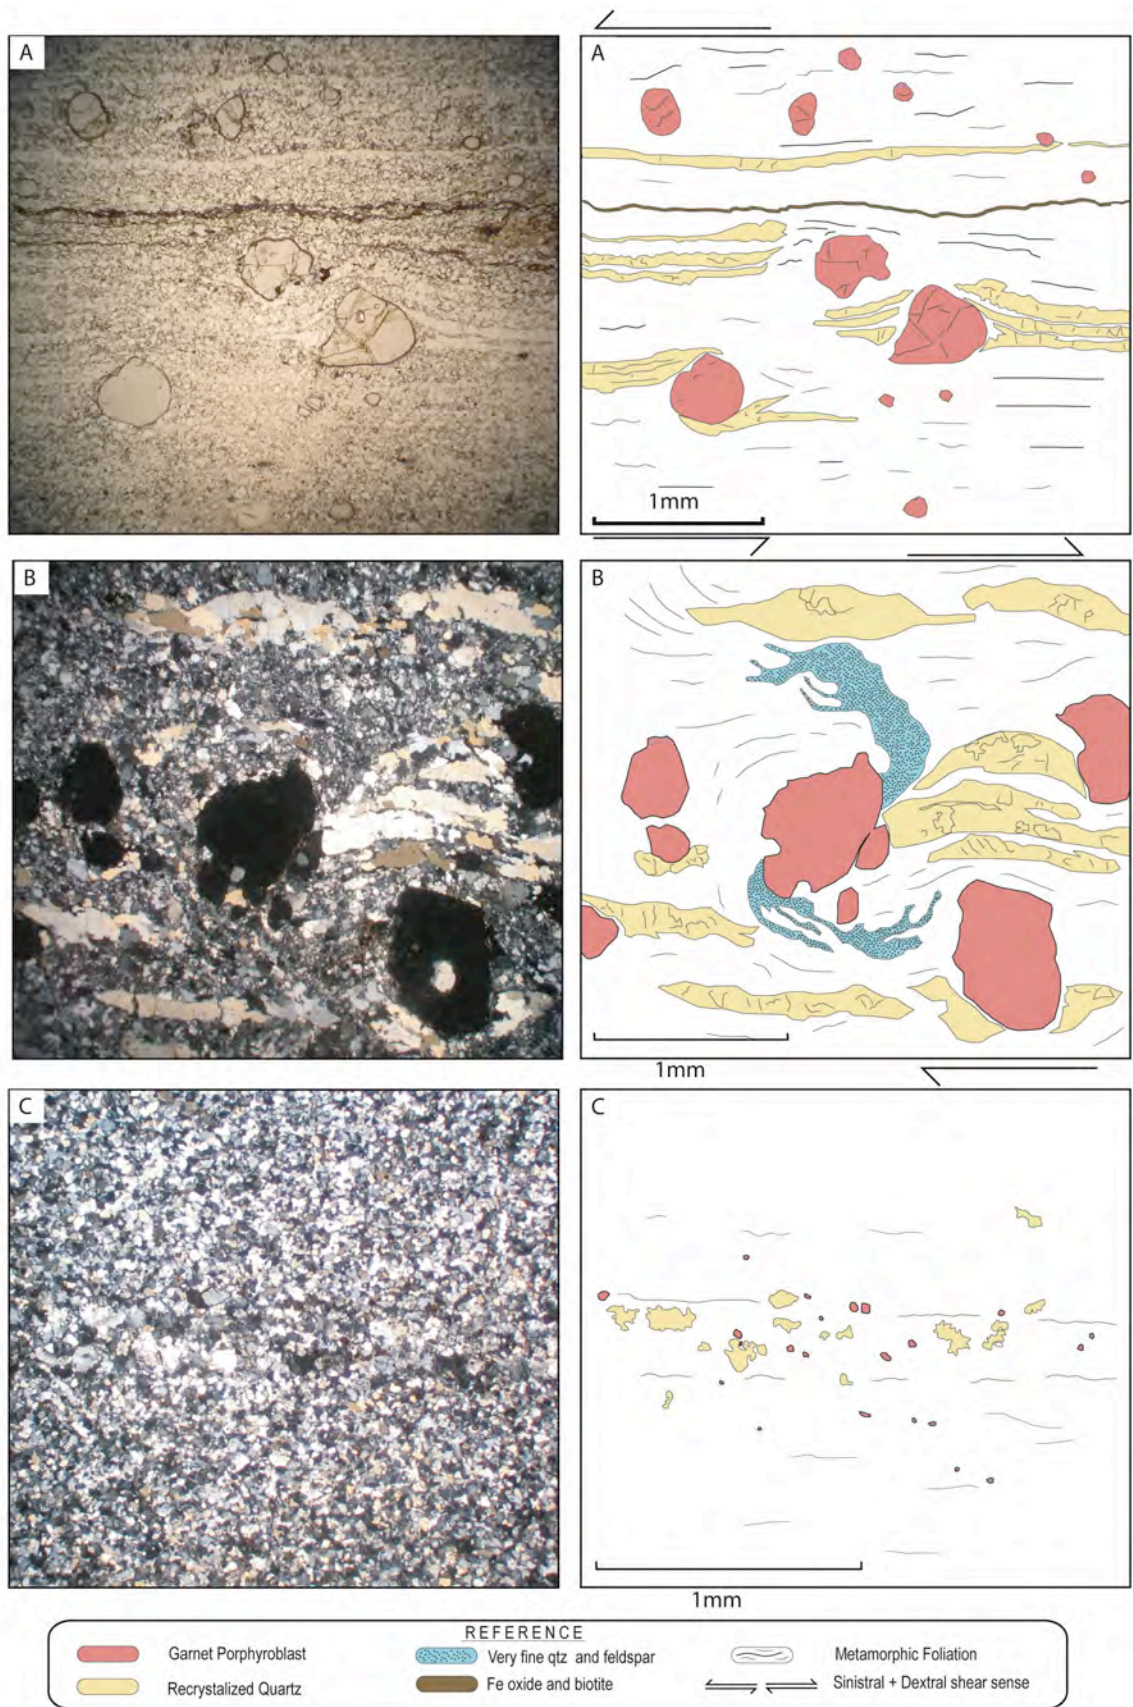 A
A
1mm
B
B
1mm
C
C
1mm
REFERENCE
Garnet Porphyroblast
Very fine qtz and feldspar
Metamorphic Foliation
Recrystalized Quartz
Fe oxide and biotite
Sinistral + Dextral shear sense